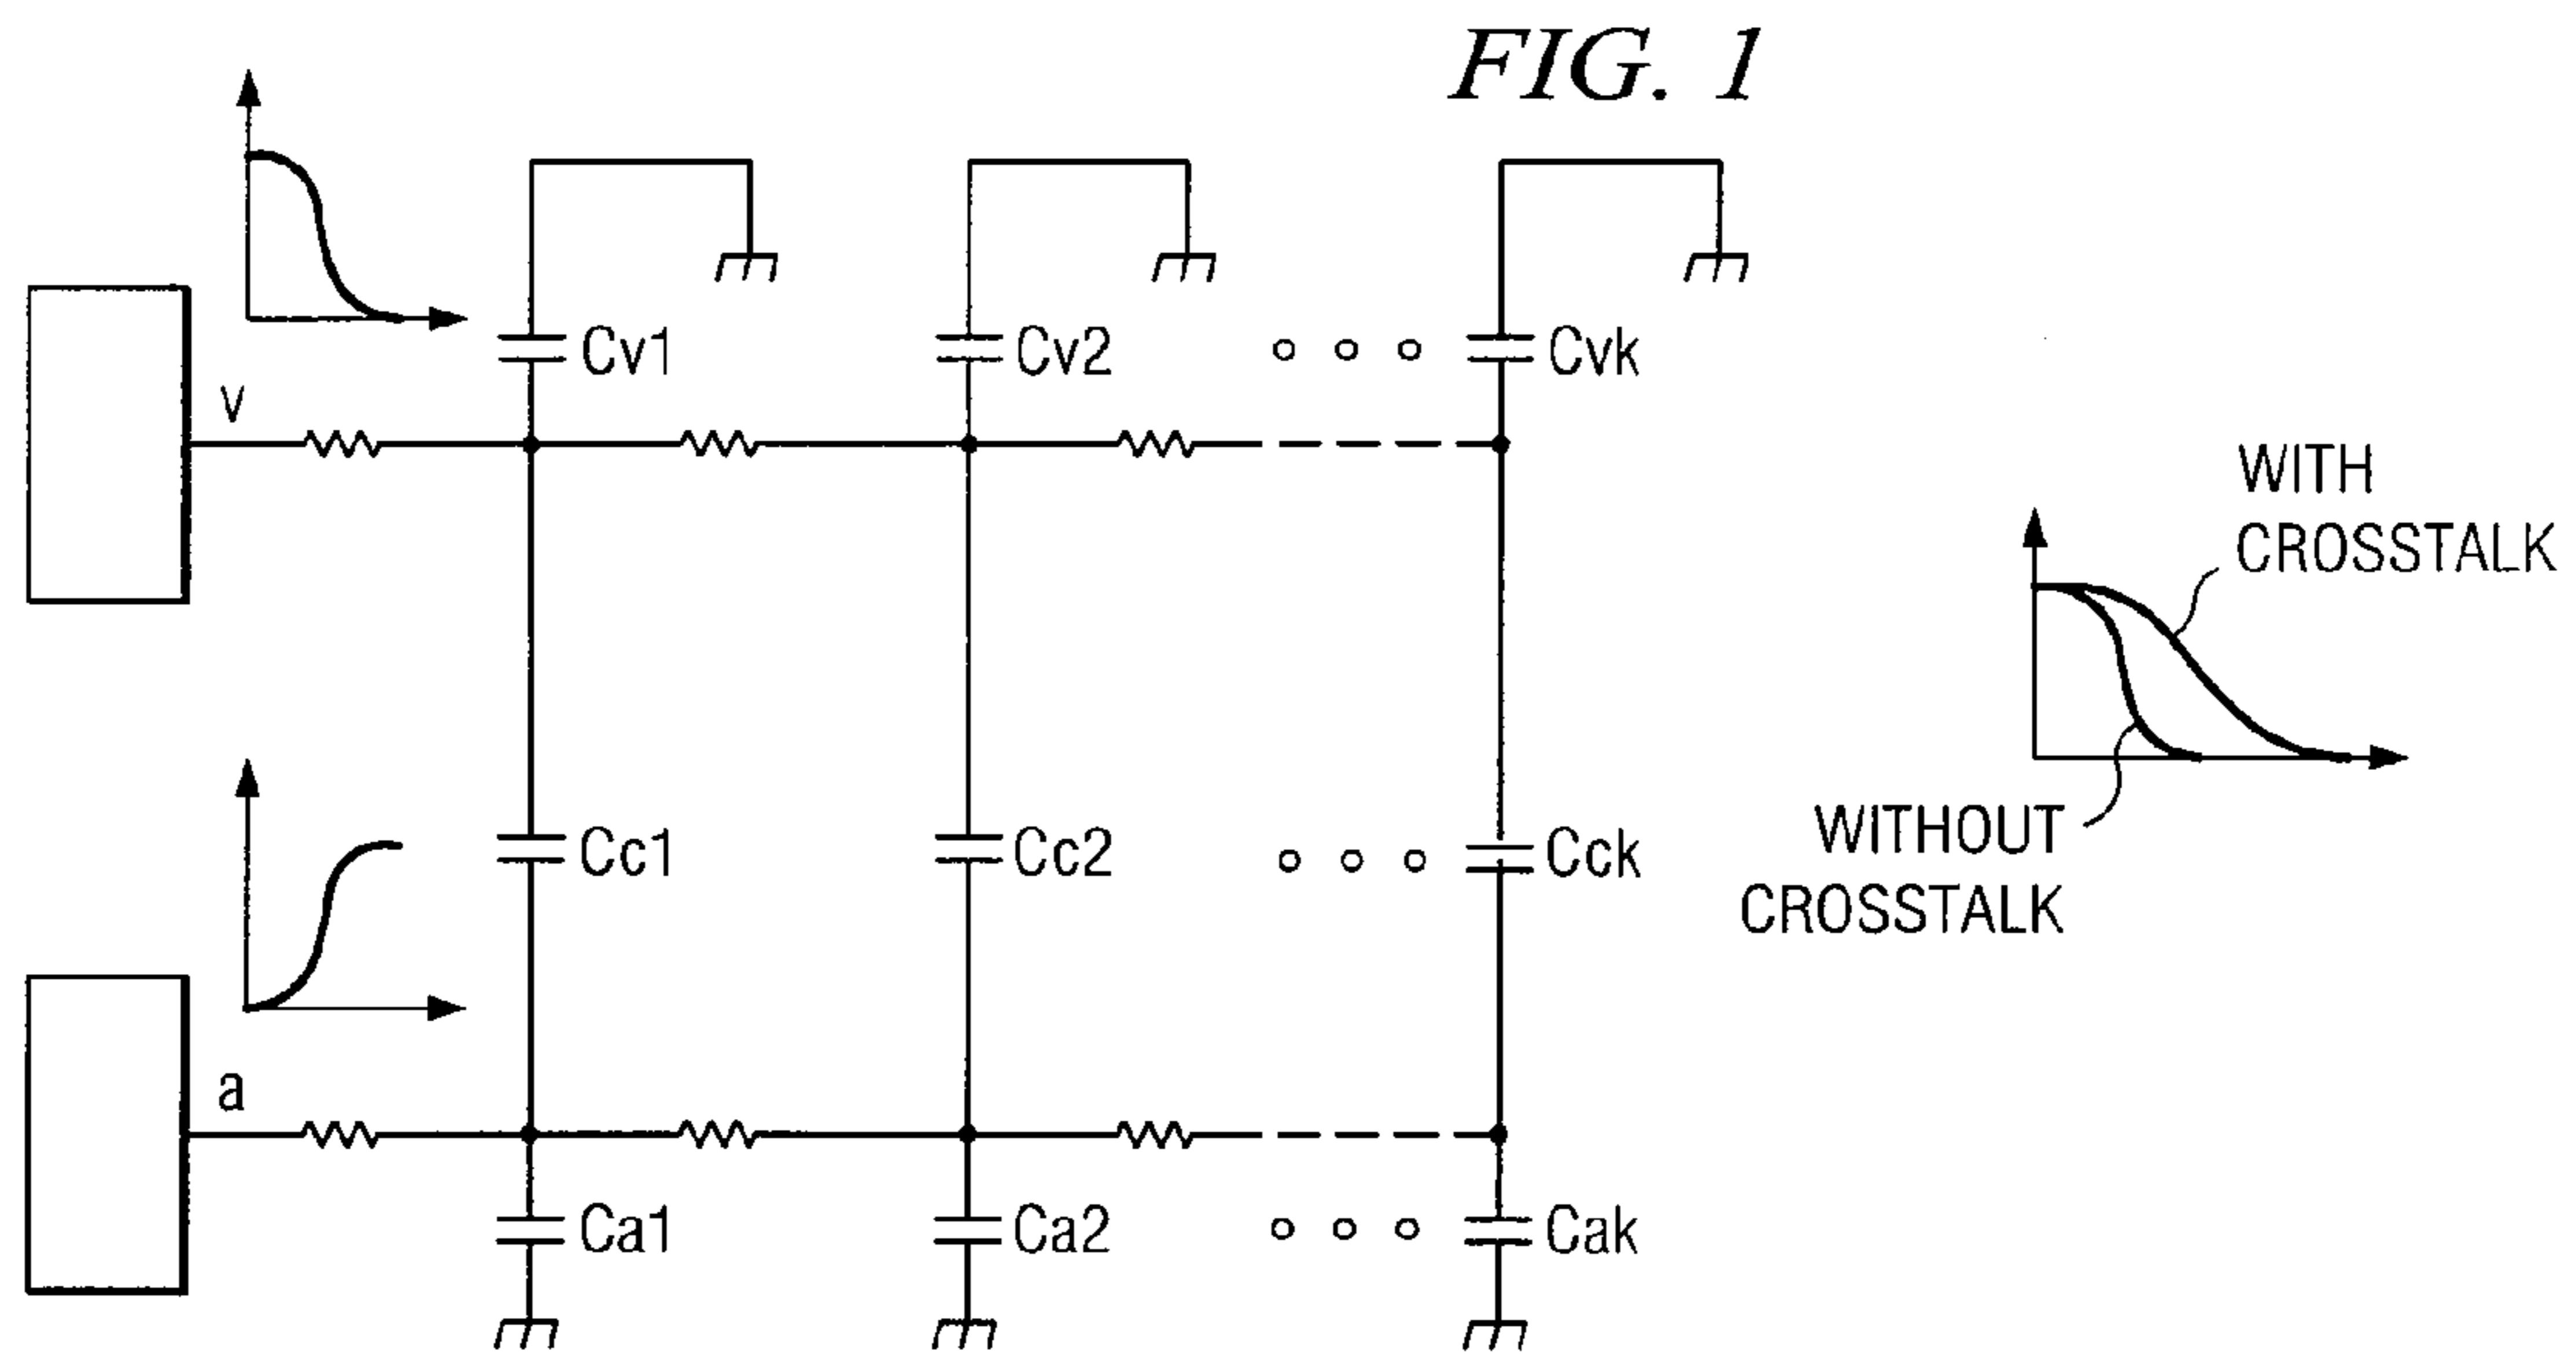 FIG. 1
Cv1
Cv2
Cvk
v
WITH
CROSSTALK
Cc1
Cc2
Cck
WITHOUT
CROSSTALK
a
Ca1
Ca2
Cak